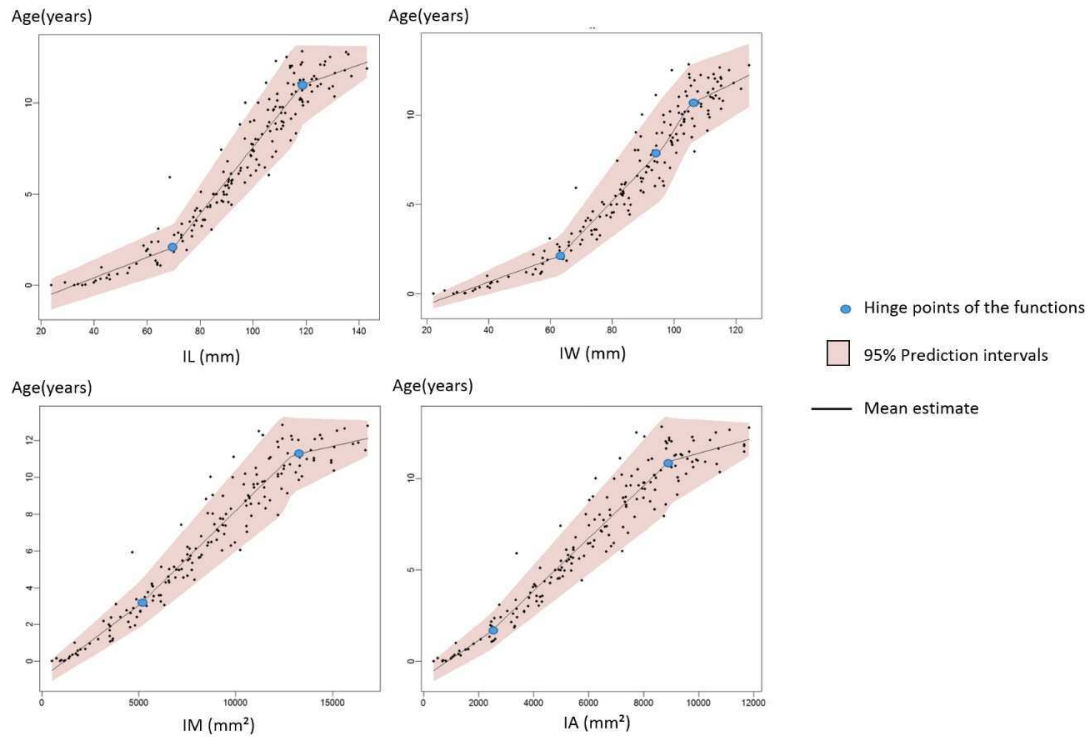 Age(years)
0 5 10
20 40 60 80 100 120 140
IL (mm)
Age(years)
0 5 10
20 40 60 80 100 120
IW (mm)
Hinge points of the functions
95% Prediction intervals
Mean estimate
Age(years)
0 2 4 6 8 10 12
0 5000 10000 15000
IM (mm²)
Age(years)
0 5 10
0 2000 4000 6000 8000 10000 12000
IA (mm²)